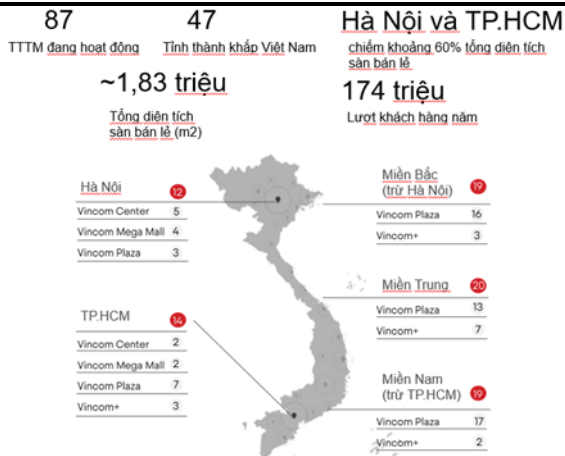 87
TTTM đang hoạt động
47
Tỉnh thành khắp Việt Nam
Hà Nội và TP.HCM
chiếm khoảng 60% tổng diện tích
sàn bán lẻ
~1,83 triệu
Tổng diện tích
sàn bán lẻ (m2)
174 triệu
Lượt khách hàng năm
Hà Nội 12
Vincom Center 5
Vincom Mega Mall 4
Vincom Plaza 3
TP.HCM 14
Vincom Center 2
Vincom Mega Mall 2
Vincom Plaza 7
Vincom+ 3
Miền Bắc
(trừ Hà Nội) 19
Vincom Plaza 16
Vincom+ 3
Miền Trung 20
Vincom Plaza 13
Vincom+ 7
Miền Nam
(trừ TP.HCM) 19
Vincom Plaza 17
Vincom+ 2